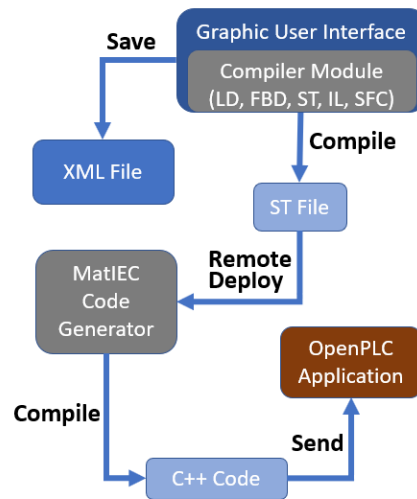 Graphic User Interface
Save
Compiler Module
(LD, FBD, ST, IL, SFC)
Compile
XML File
ST File
Remote
Deploy
MatIEC
Code
Generator
OpenPLC
Application
Compile
Send
C++ Code